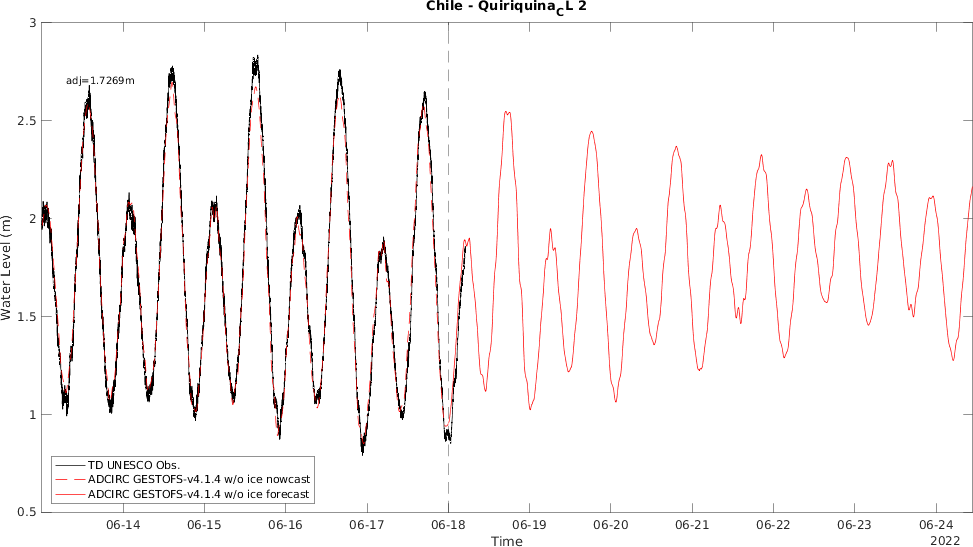 Chile - Quiriquina_CL 2
3
adj=1.7269m
2.5
2
Water Level (m)
1.5
1
TD UNESCO Obs.
ADCIRC GESTOFS-v4.1.4 w/o ice nowcast
ADCIRC GESTOFS-v4.1.4 w/o ice forecast
0.5
06-14 06-15 06-16 06-17 06-18 06-19 06-20 06-21 06-22 06-23 06-24
Time 2022